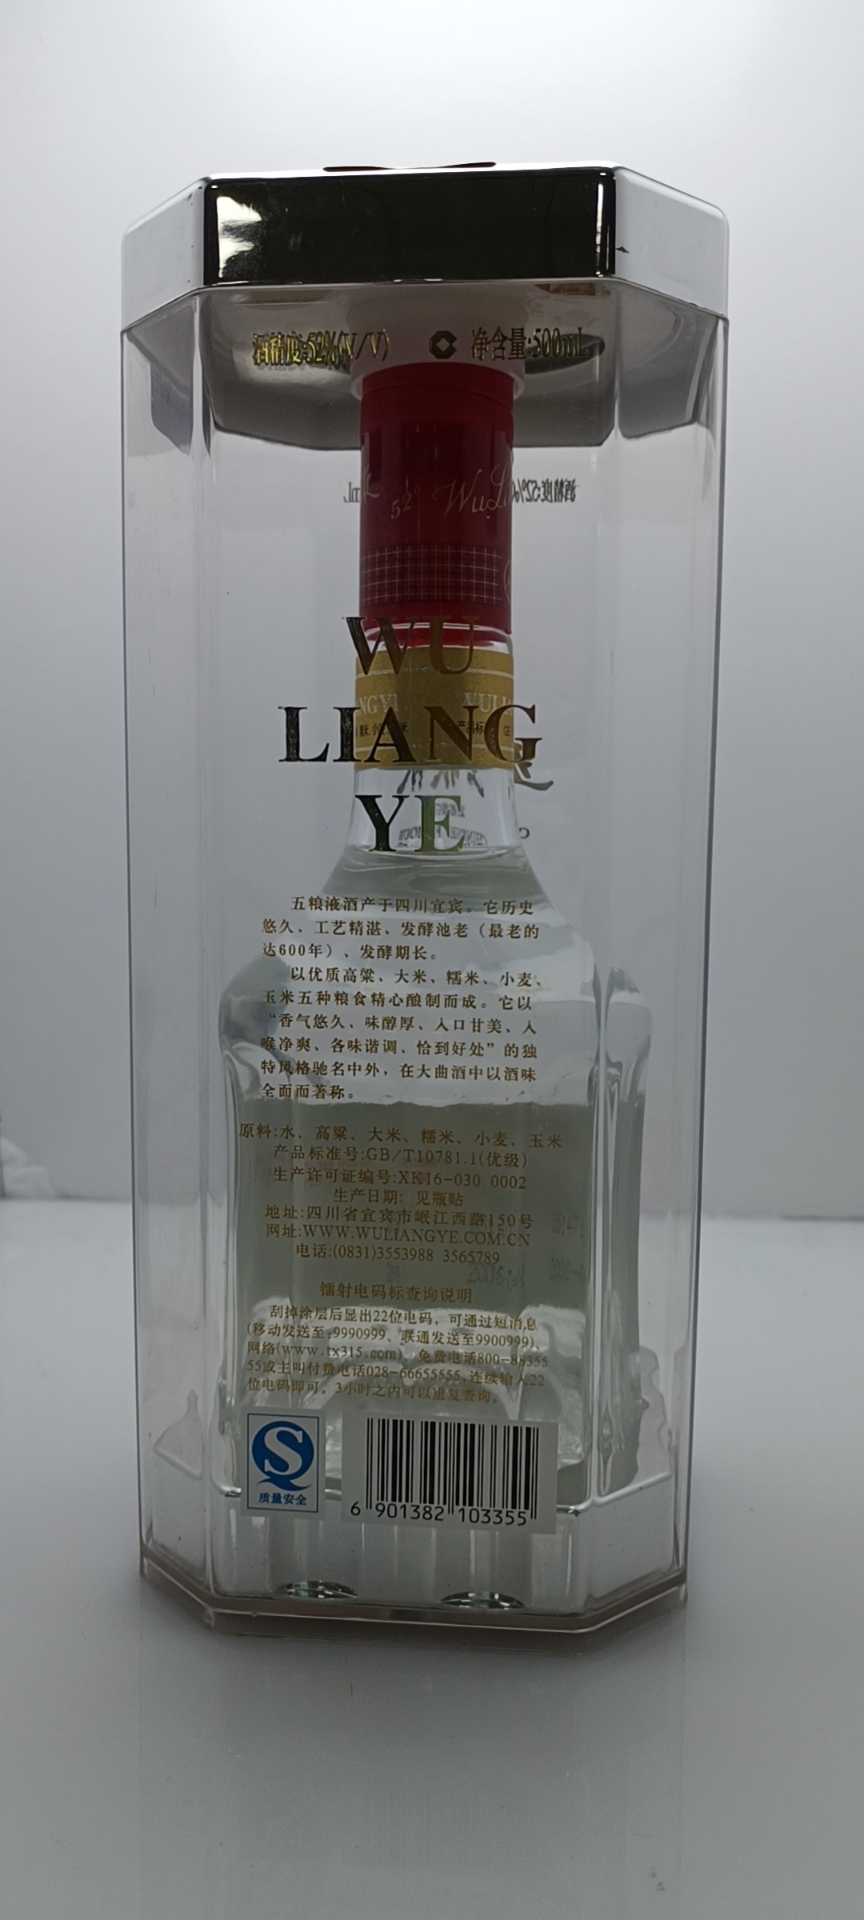 酒精度:52%(V/V) 净含量:500mL
52° WuLi
WU
LIANG
YE
五粮液酒产于四川宜宾。它历史
悠久、工艺精湛、发酵池老（最老的
达600年）、发酵期长。
以优质高粱、大米、糯米、小麦、
玉米五种粮食精心酿制而成。它以
“香气悠久、味醇厚、入口甘美、入
喉净爽、各味谐调、恰到好处”的独
特风格驰名中外，在大曲酒中以酒味
全面而著称。
原料:水、高粱、大米、糯米、小麦、玉米
产品标准号:GB/T10781.1(优级)
生产许可证编号:XK16-030 0002
生产日期: 见瓶贴
地址:四川省宜宾市岷江西路150号
网址:WWW.WULIANGYE.COM.CN
电话:(0831)3553988 3565789
镭射电码标查询说明
刮掉涂层后显出22位电码，可通过短消息
(移动发送至:9990999、联通发送至9900999)、
网络(www.tx315.com)、免费电话800-88355
55或主叫付费电话028-66655555,连续输入22
位电码即可。3小时之内可以重复查询。
质量安全
6 901382 103355